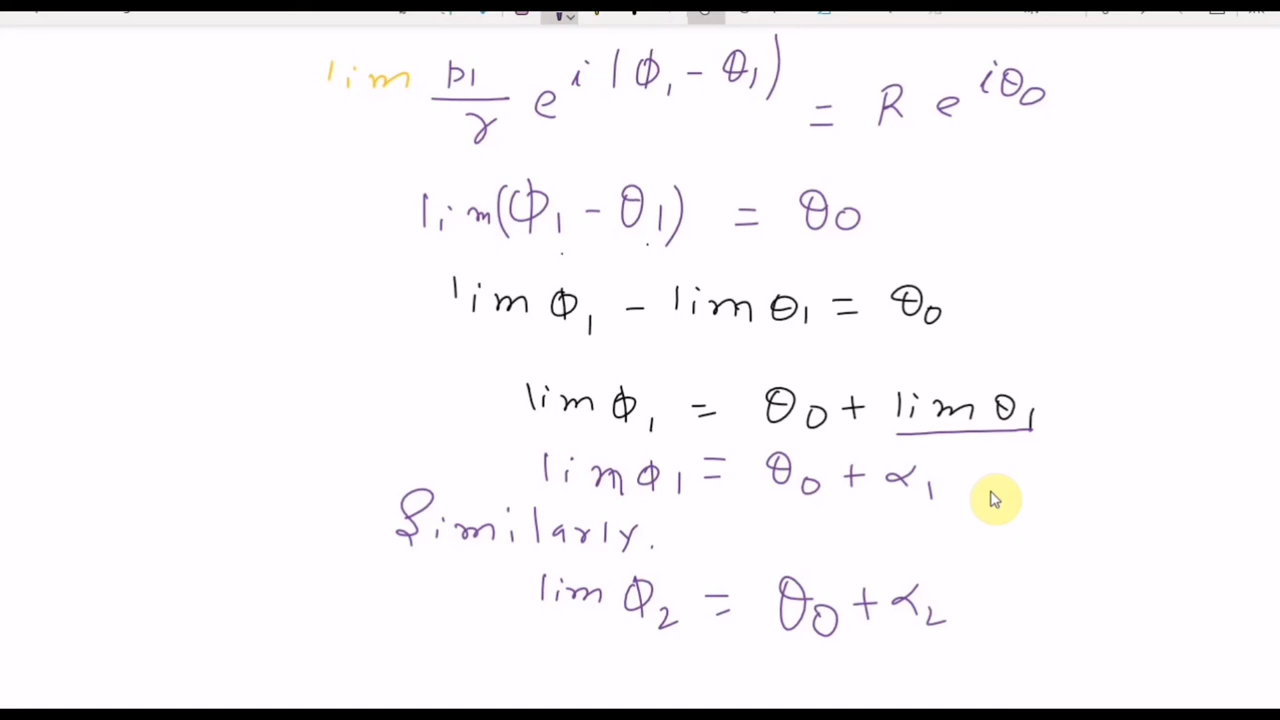 lim p1/r e^i(ϕ1 - θ1) = R e^iθ0
lim(ϕ1 - θ1) = θ0
lim ϕ1 - lim θ1 = θ0
lim ϕ1 = θ0 + lim θ1
lim ϕ1 = θ0 + α1
Similarly.
lim ϕ2 = θ0 + α2